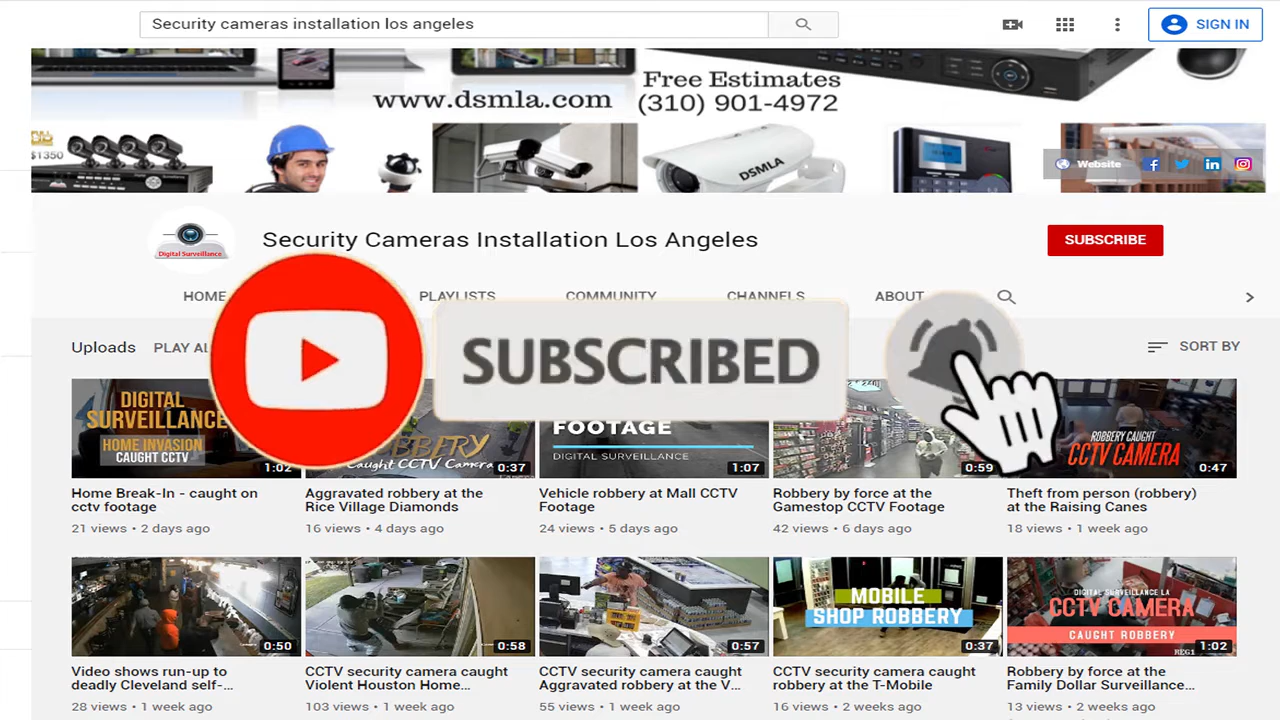 Security cameras installation los angeles
SIGN IN
Free Estimates
www.dsmla.com
(310) 901-4972
$1350
DSMLA
Website
Digital Surveillance
Security Cameras Installation Los Angeles
SUBSCRIBE
HOME
PLAYLISTS
COMMUNITY
CHANNELS
ABOUT
Uploads
PLAY AL
SORT BY
SUBSCRIBED
DIGITAL
SURVEILLANCE
HOME INVASION
CAUGHT CCTV
1:02
ROBBERY
Caught CCTV Camera
0:37
FOOTAGE
DIGITAL SURVEILLANCE
1:07
0:59
ROBBERY CAUGHT
CCTV CAMERA
0:47
Home Break-In - caught on
cctv footage
21 views • 2 days ago
Aggravated robbery at the
Rice Village Diamonds
16 views • 4 days ago
Vehicle robbery at Mall CCTV
Footage
24 views • 5 days ago
Robbery by force at the
Gamestop CCTV Footage
42 views • 6 days ago
Theft from person (robbery)
at the Raising Canes
18 views • 1 week ago
0:50
0:58
0:57
MOBILE
SHOP ROBBERY
0:37
DIGITAL SURVEILLANCE LA
CCTV CAMERA
CAUGHT ROBBERY
REG1
1:02
Video shows run-up to
deadly Cleveland self-...
28 views • 1 week ago
CCTV security camera caught
Violent Houston Home...
103 views • 1 week ago
CCTV security camera caught
Aggravated robbery at the V...
55 views • 1 week ago
CCTV security camera caught
robbery at the T-Mobile
16 views • 2 weeks ago
Robbery by force at the
Family Dollar Surveillance...
13 views • 2 weeks ago